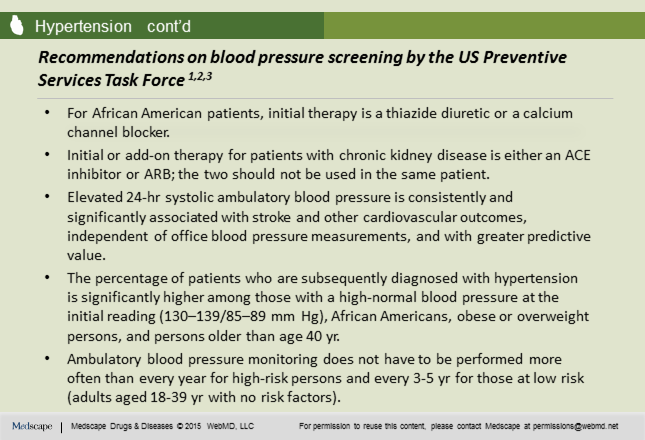 Hypertension cont’d
Recommendations on blood pressure screening by the US Preventive
Services Task Force 1,2,3
• For African American patients, initial therapy is a thiazide diuretic or a calcium
channel blocker.
• Initial or add-on therapy for patients with chronic kidney disease is either an ACE
inhibitor or ARB; the two should not be used in the same patient.
• Elevated 24-hr systolic ambulatory blood pressure is consistently and
significantly associated with stroke and other cardiovascular outcomes,
independent of office blood pressure measurements, and with greater predictive
value.
• The percentage of patients who are subsequently diagnosed with hypertension
is significantly higher among those with a high-normal blood pressure at the
initial reading (130–139/85–89 mm Hg), African Americans, obese or overweight
persons, and persons older than age 40 yr.
• Ambulatory blood pressure monitoring does not have to be performed more
often than every year for high-risk persons and every 3-5 yr for those at low risk
(adults aged 18-39 yr with no risk factors).
Medscape | Medscape Drugs & Diseases © 2015 WebMD, LLC For permission to reuse this content, please contact Medscape at permissions@webmd.net